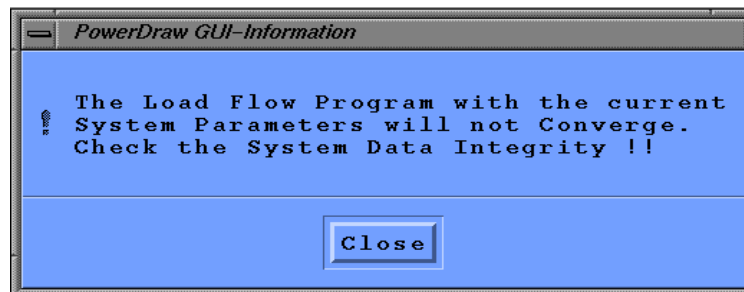 PowerDraw GUI-Information
The Load Flow Program with the current
System Parameters will not Converge.
Check the System Data Integrity !!
Close